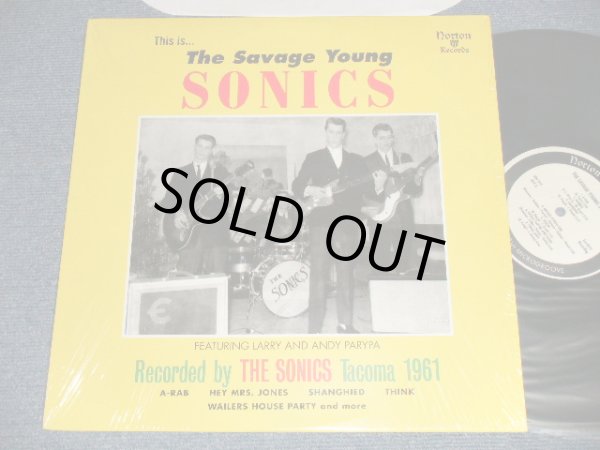 This is...
Norton
Records
The Savage Young
SONICS
SOLD OUT
THE
SONICS
FEATURING LARRY AND ANDY PARYPA
Recorded by THE SONICS Tacoma 1961
A-RAB HEY MRS. JONES SHANGHIED THINK
WAILERS HOUSE PARTY and more
Norton